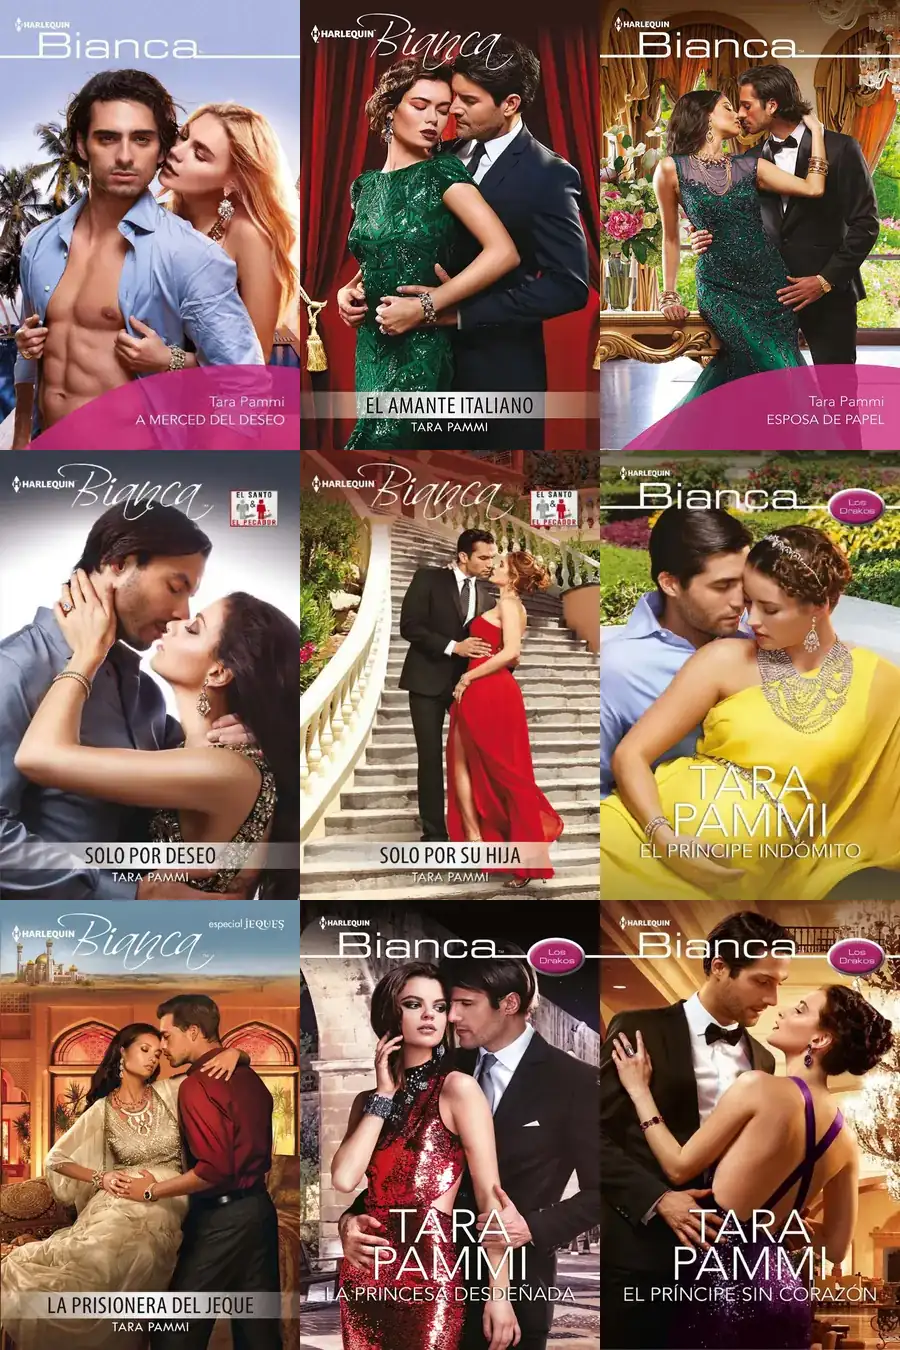 HARLEQUIN
Bianca
Tara Pammi
A MERCED DEL DESEO
HARLEQUIN
Bianca
EL AMANTE ITALIANO
TARA PAMMI
HARLEQUIN
Bianca
Tara Pammi
ESPOSA DE PAPEL
HARLEQUIN
Bianca
EL SANTO
&
EL PECADOR
SOLO POR DESEO
TARA PAMMI
HARLEQUIN
Bianca
EL SANTO
&
EL PECADOR
SOLO POR SU HIJA
TARA PAMMI
HARLEQUIN
Bianca
Los
Drakos
TARA
PAMMI
EL PRÍNCIPE INDÓMITO
HARLEQUIN
Bianca
especial JEQUES
LA PRISIONERA DEL JEQUE
TARA PAMMI
HARLEQUIN
Bianca
Los
Drakos
TARA
PAMMI
LA PRINCESA DESDEÑADA
HARLEQUIN
Bianca
Los
Drakos
TARA
PAMMI
EL PRÍNCIPE SIN CORAZÓN